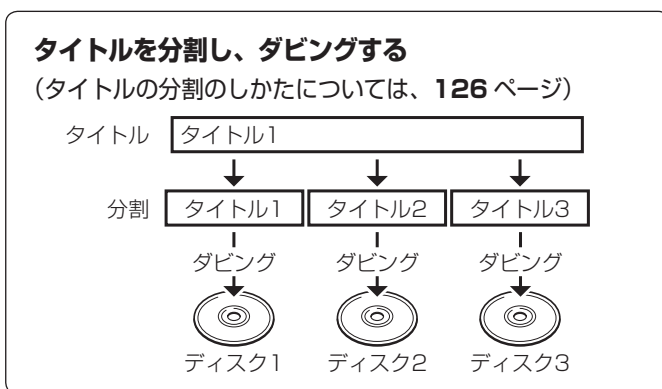 タイトルを分割し、ダビングする
（タイトルの分割のしかたについては、126 ページ）
タイトル タイトル1
分割 タイトル1 タイトル2 タイトル3
ダビング ダビング ダビング
ディスク1 ディスク2 ディスク3